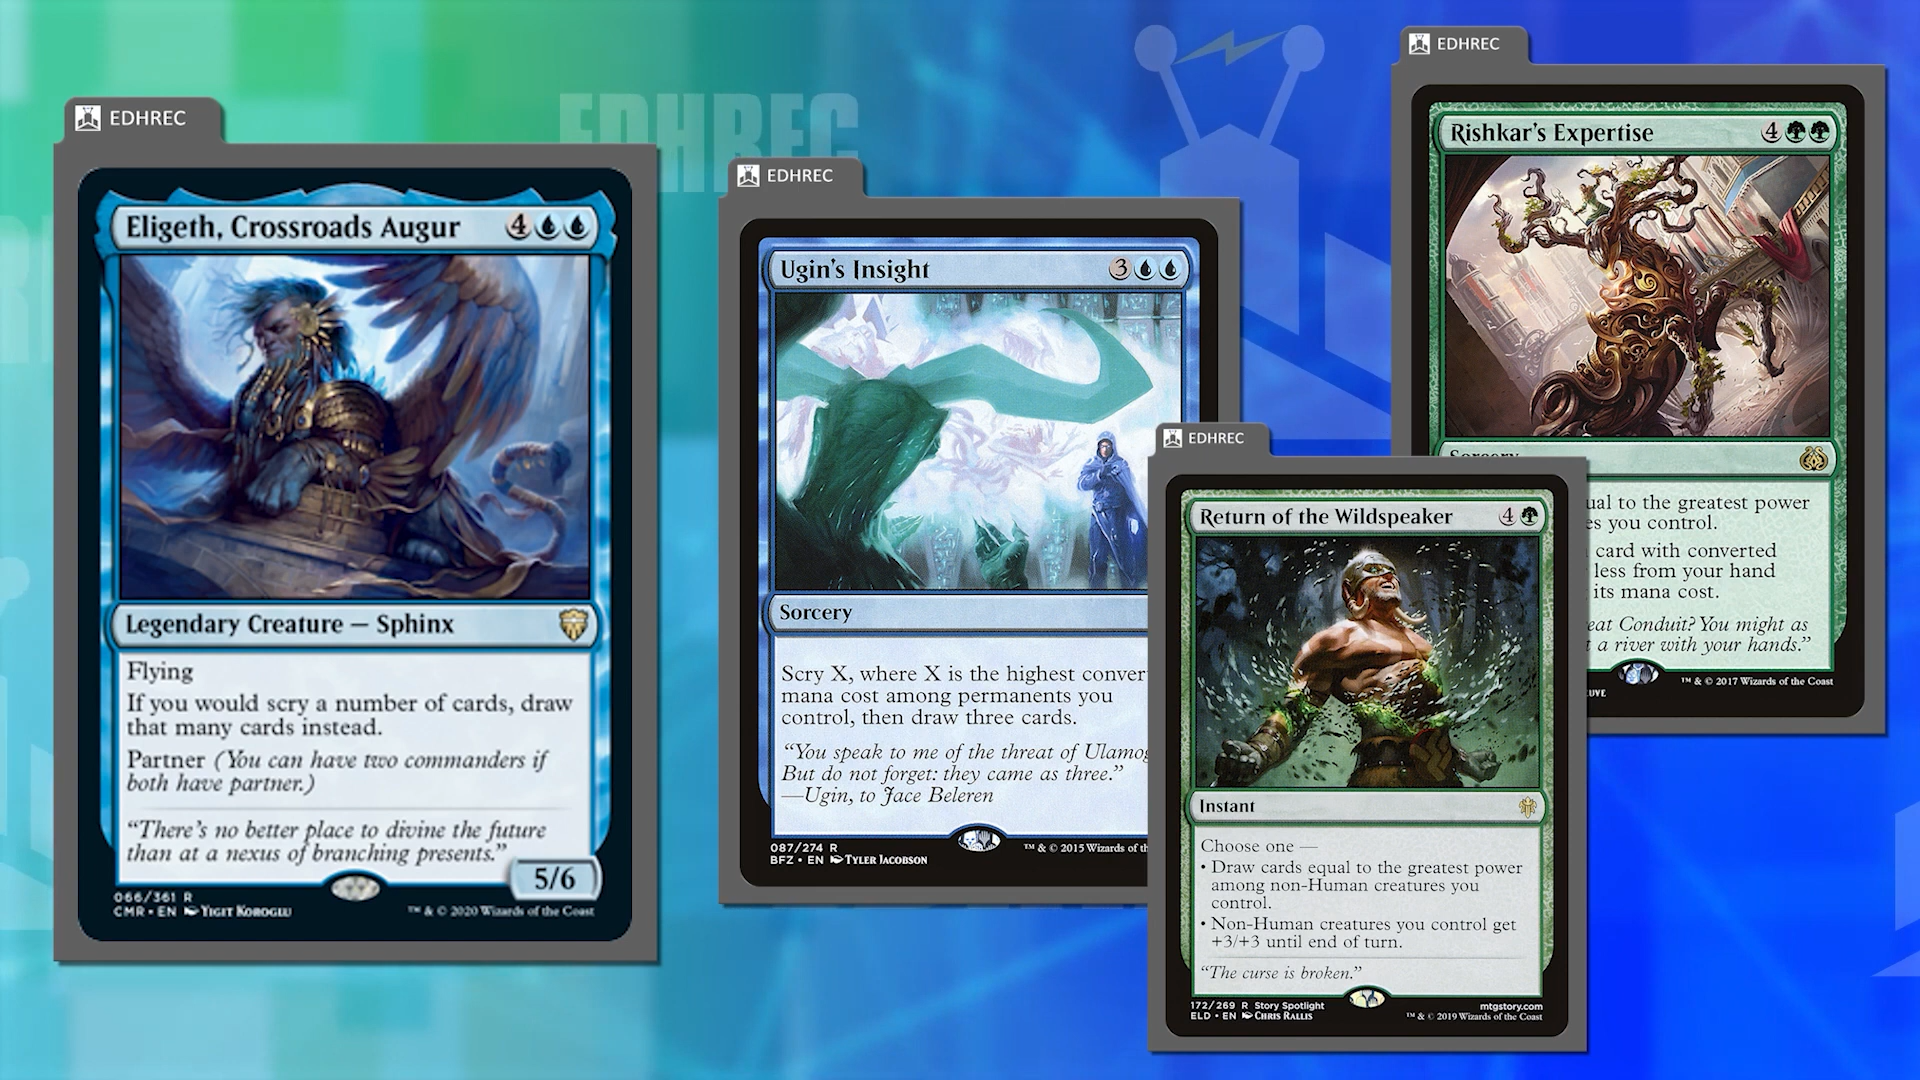 EDHREC
EDHREC
Eligeth, Crossroads Augur 4
Legendary Creature — Sphinx
Flying
If you would scry a number of cards, draw
that many cards instead.
Partner (You can have two commanders if
both have partner.)
“There's no better place to divine the future
than at a nexus of branching presents.”
5/6
066/361 R
CMR • EN Yigit Koroglu
™ & © 2020 Wizards of the Coast
EDHREC
Ugin's Insight 3
Sorcery
Scry X, where X is the highest conver
mana cost among permanents you
control, then draw three cards.
“You speak to me of the threat of Ulamog
But do not forget: they came as three.”
—Ugin, to Jace Beleren
087/274 R
BFZ • EN Tyler Jacobson
™ & © 2015 Wizards of th
EDHREC
Return of the Wildspeaker 4
Instant
Choose one —
• Draw cards equal to the greatest power
among non-Human creatures you
control.
• Non-Human creatures you control get
+3/+3 until end of turn.
“The curse is broken.”
172/269 R Story Spotlight
ELD • EN Chris Rallis
mtgstory.com
™ & © 2019 Wizards of the Coast
EDHREC
Rishkar's Expertise 4
Sorcery
ual to the greatest power
es you control.
card with converted
less from your hand
its mana cost.
eat Conduit? You might as
t a river with your hands.”
™ & © 2017 Wizards of the Coast